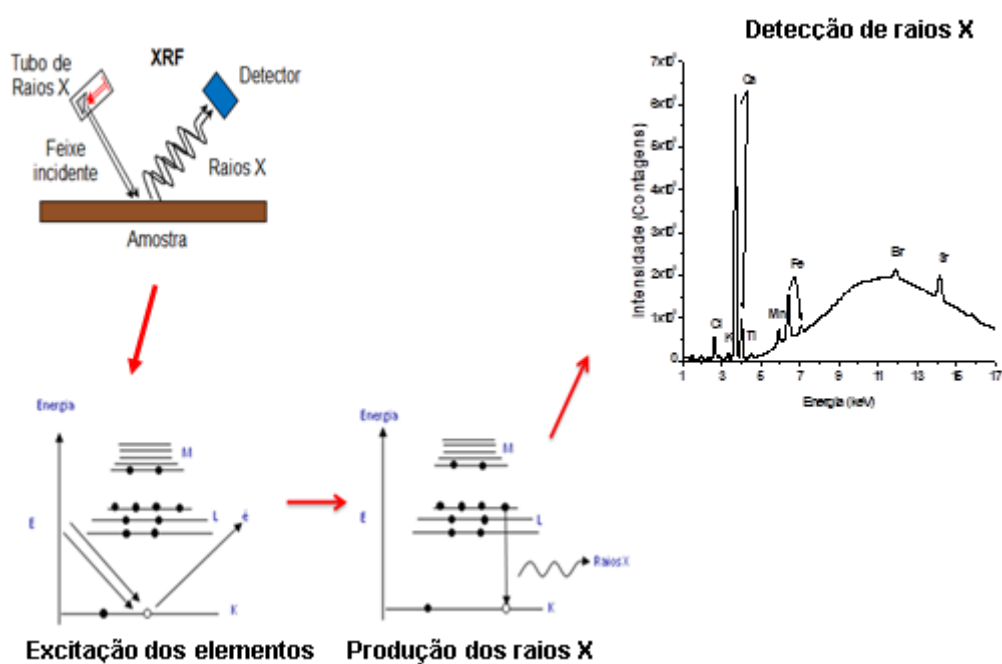 Detecção de raios X
XRF
Tubo de
Raios X
Detector
Feixe
incidente
Raios X
Amostra
Intensidade (Contagens)
Ca
Fe
Br
Sr
Mn
Cl
K
Ti
1 3 5 7 9 11 13 15 17
Energia (keV)
Energia
M
E
L
é
K
Excitação dos elementos
Energia
M
E
L
Raios X
K
Produção dos raios X